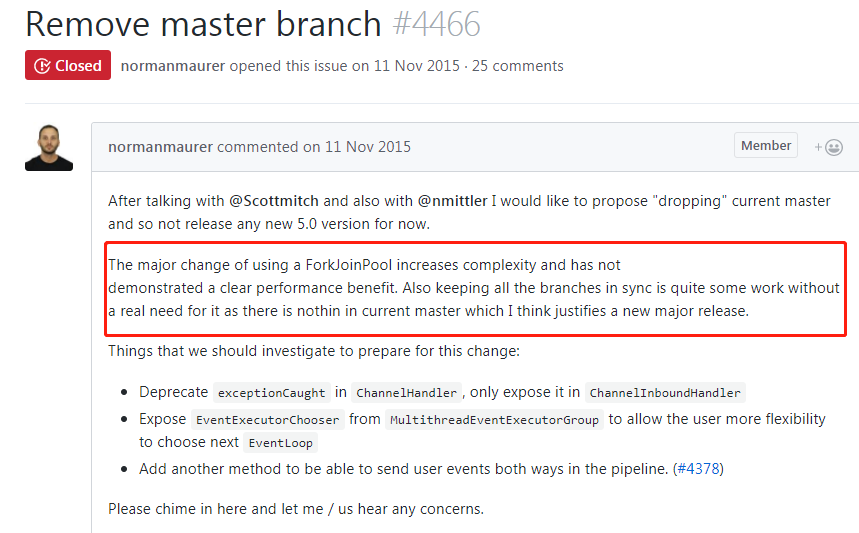 Remove master branch #4466
Closed normanmaurer opened this issue on 11 Nov 2015 · 25 comments
normanmaurer commented on 11 Nov 2015 Member +
After talking with @Scottmitch and also with @nmittler I would like to propose "dropping" current master
and so not release any new 5.0 version for now.
The major change of using a ForkJoinPool increases complexity and has not
demonstrated a clear performance benefit. Also keeping all the branches in sync is quite some work without
a real need for it as there is nothin in current master which I think justifies a new major release.
Things that we should investigate to prepare for this change:
• Deprecate exceptionCaught in ChannelHandler, only expose it in ChannelInboundHandler
• Expose EventExecutorChooser from MultithreadEventExecutorGroup to allow the user more flexibility
to choose next EventLoop
• Add another method to be able to send user events both ways in the pipeline. (#4378)
Please chime in here and let me / us hear any concerns.